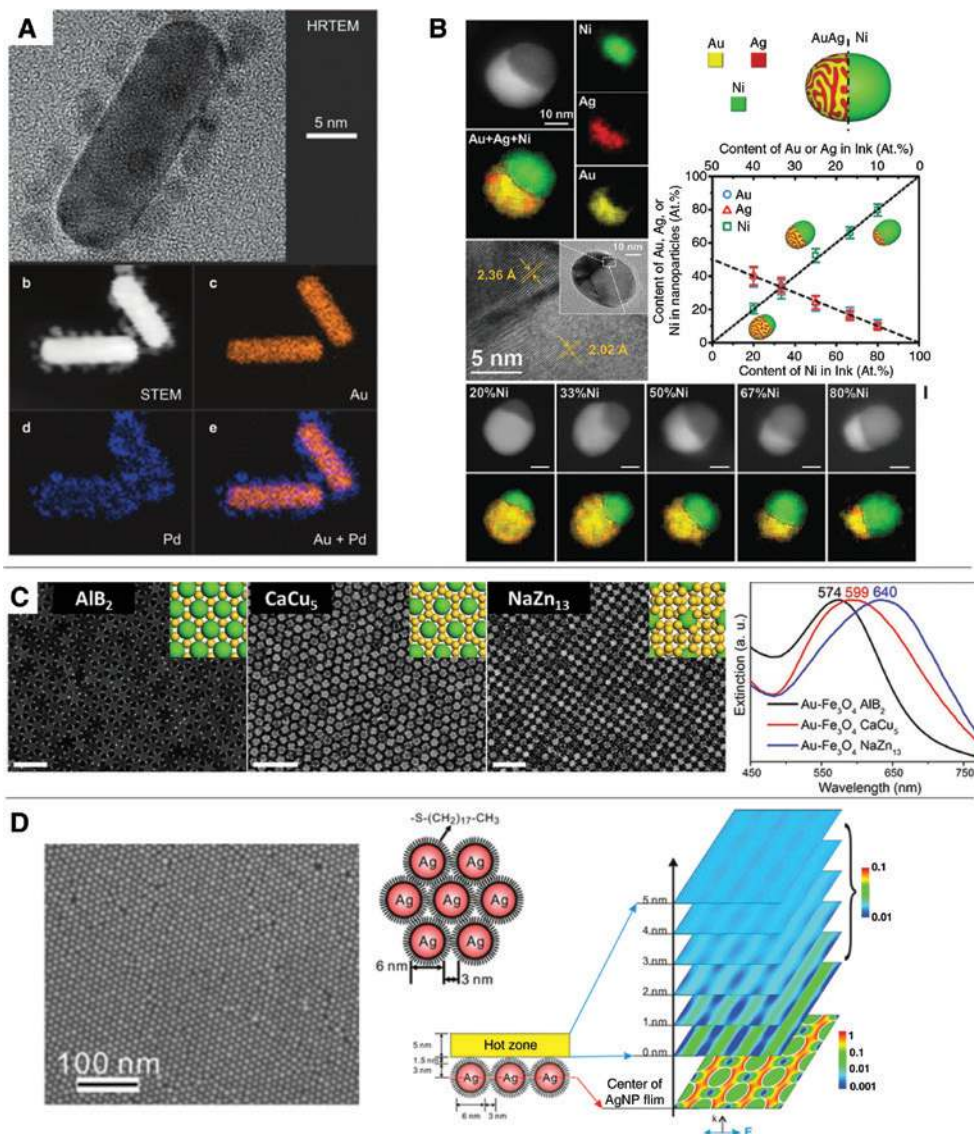 A
HRTEM
5 nm
b
STEM
c
Au
d
Pd
e
Au + Pd
B
10 nm
Ni
Ag
Au
Au+Ag+Ni
2,36 Å
2.02 Å
10 nm
5 nm
Au Ag
Ni
AuAg Ni
Content of Au or Ag in Ink (At.%)
50 40 30 20 10 0
Content of Au, Ag, or
Ni in nanoparticles (At.%)
100
80
60
40
20
0
Au
Ag
Ni
0 20 40 60 80 100
Content of Ni in Ink (At.%)
20%Ni 33%Ni 50%Ni 67%Ni 80%Ni
I
C
AlB2
CaCu5
NaZn13
574 599 640
Extinction (a. u.)
Au-Fe3O4 AlB2
Au-Fe3O4 CaCu5
Au-Fe3O4 NaZn13
450 550 650 750
Wavelength (nm)
D
100 nm
-S-(CH2)17-CH3
Ag Ag
Ag Ag Ag
Ag Ag
6 nm
3 nm
5 nm
Hot zone
1.5 nm
3 nm
Ag Ag Ag
6 nm 3 nm
Center of
AgNP flim
5 nm
4 nm
3 nm
2 nm
1 nm
0 nm
0.1
0.01
1
0.1
0.01
0.001
k
E